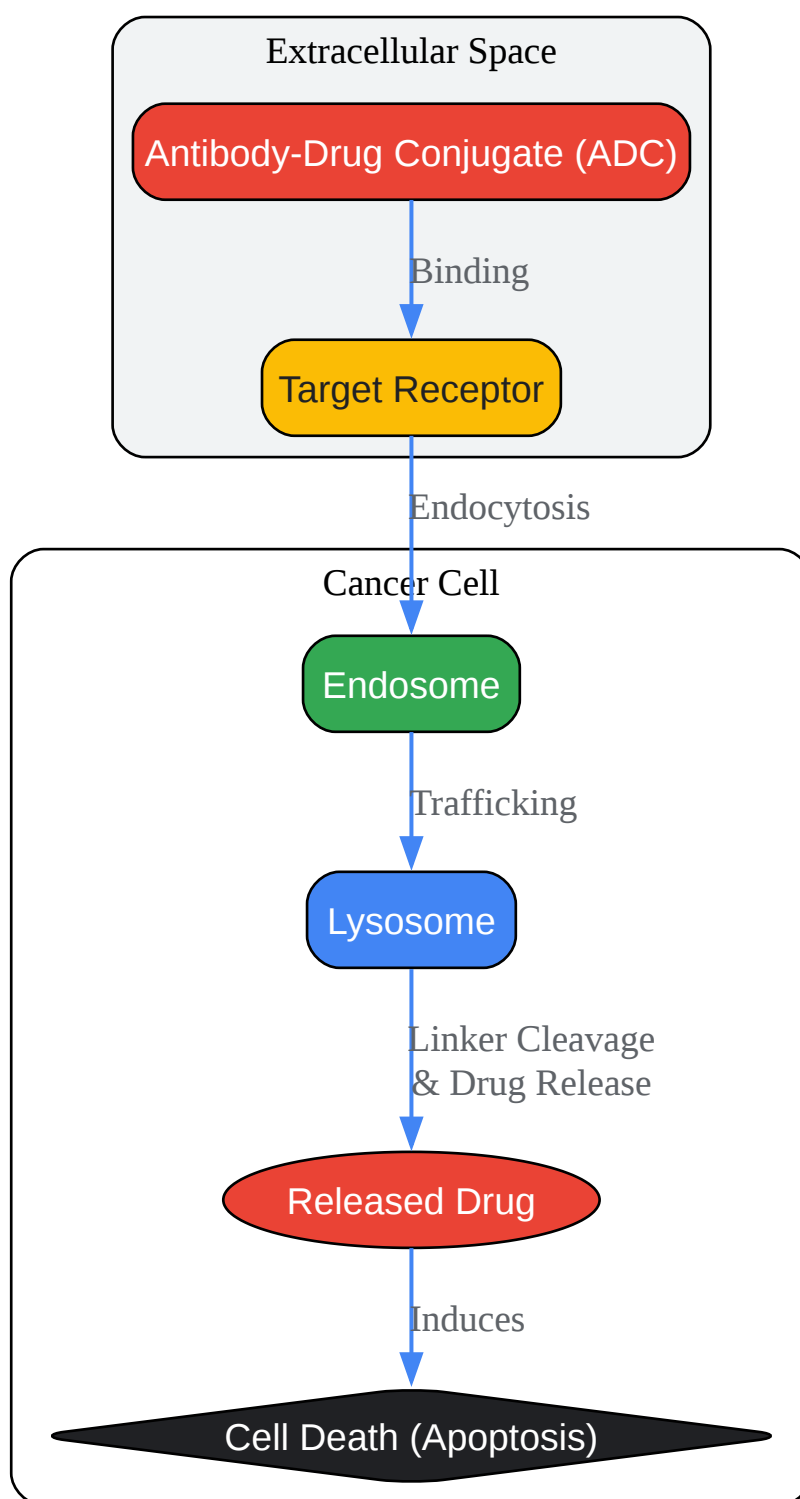 Extracellular Space
Antibody-Drug Conjugate (ADC)
Binding
Target Receptor
Endocytosis
Cancer Cell
Endosome
Trafficking
Lysosome
Linker Cleavage
& Drug Release
Released Drug
Induces
Cell Death (Apoptosis)